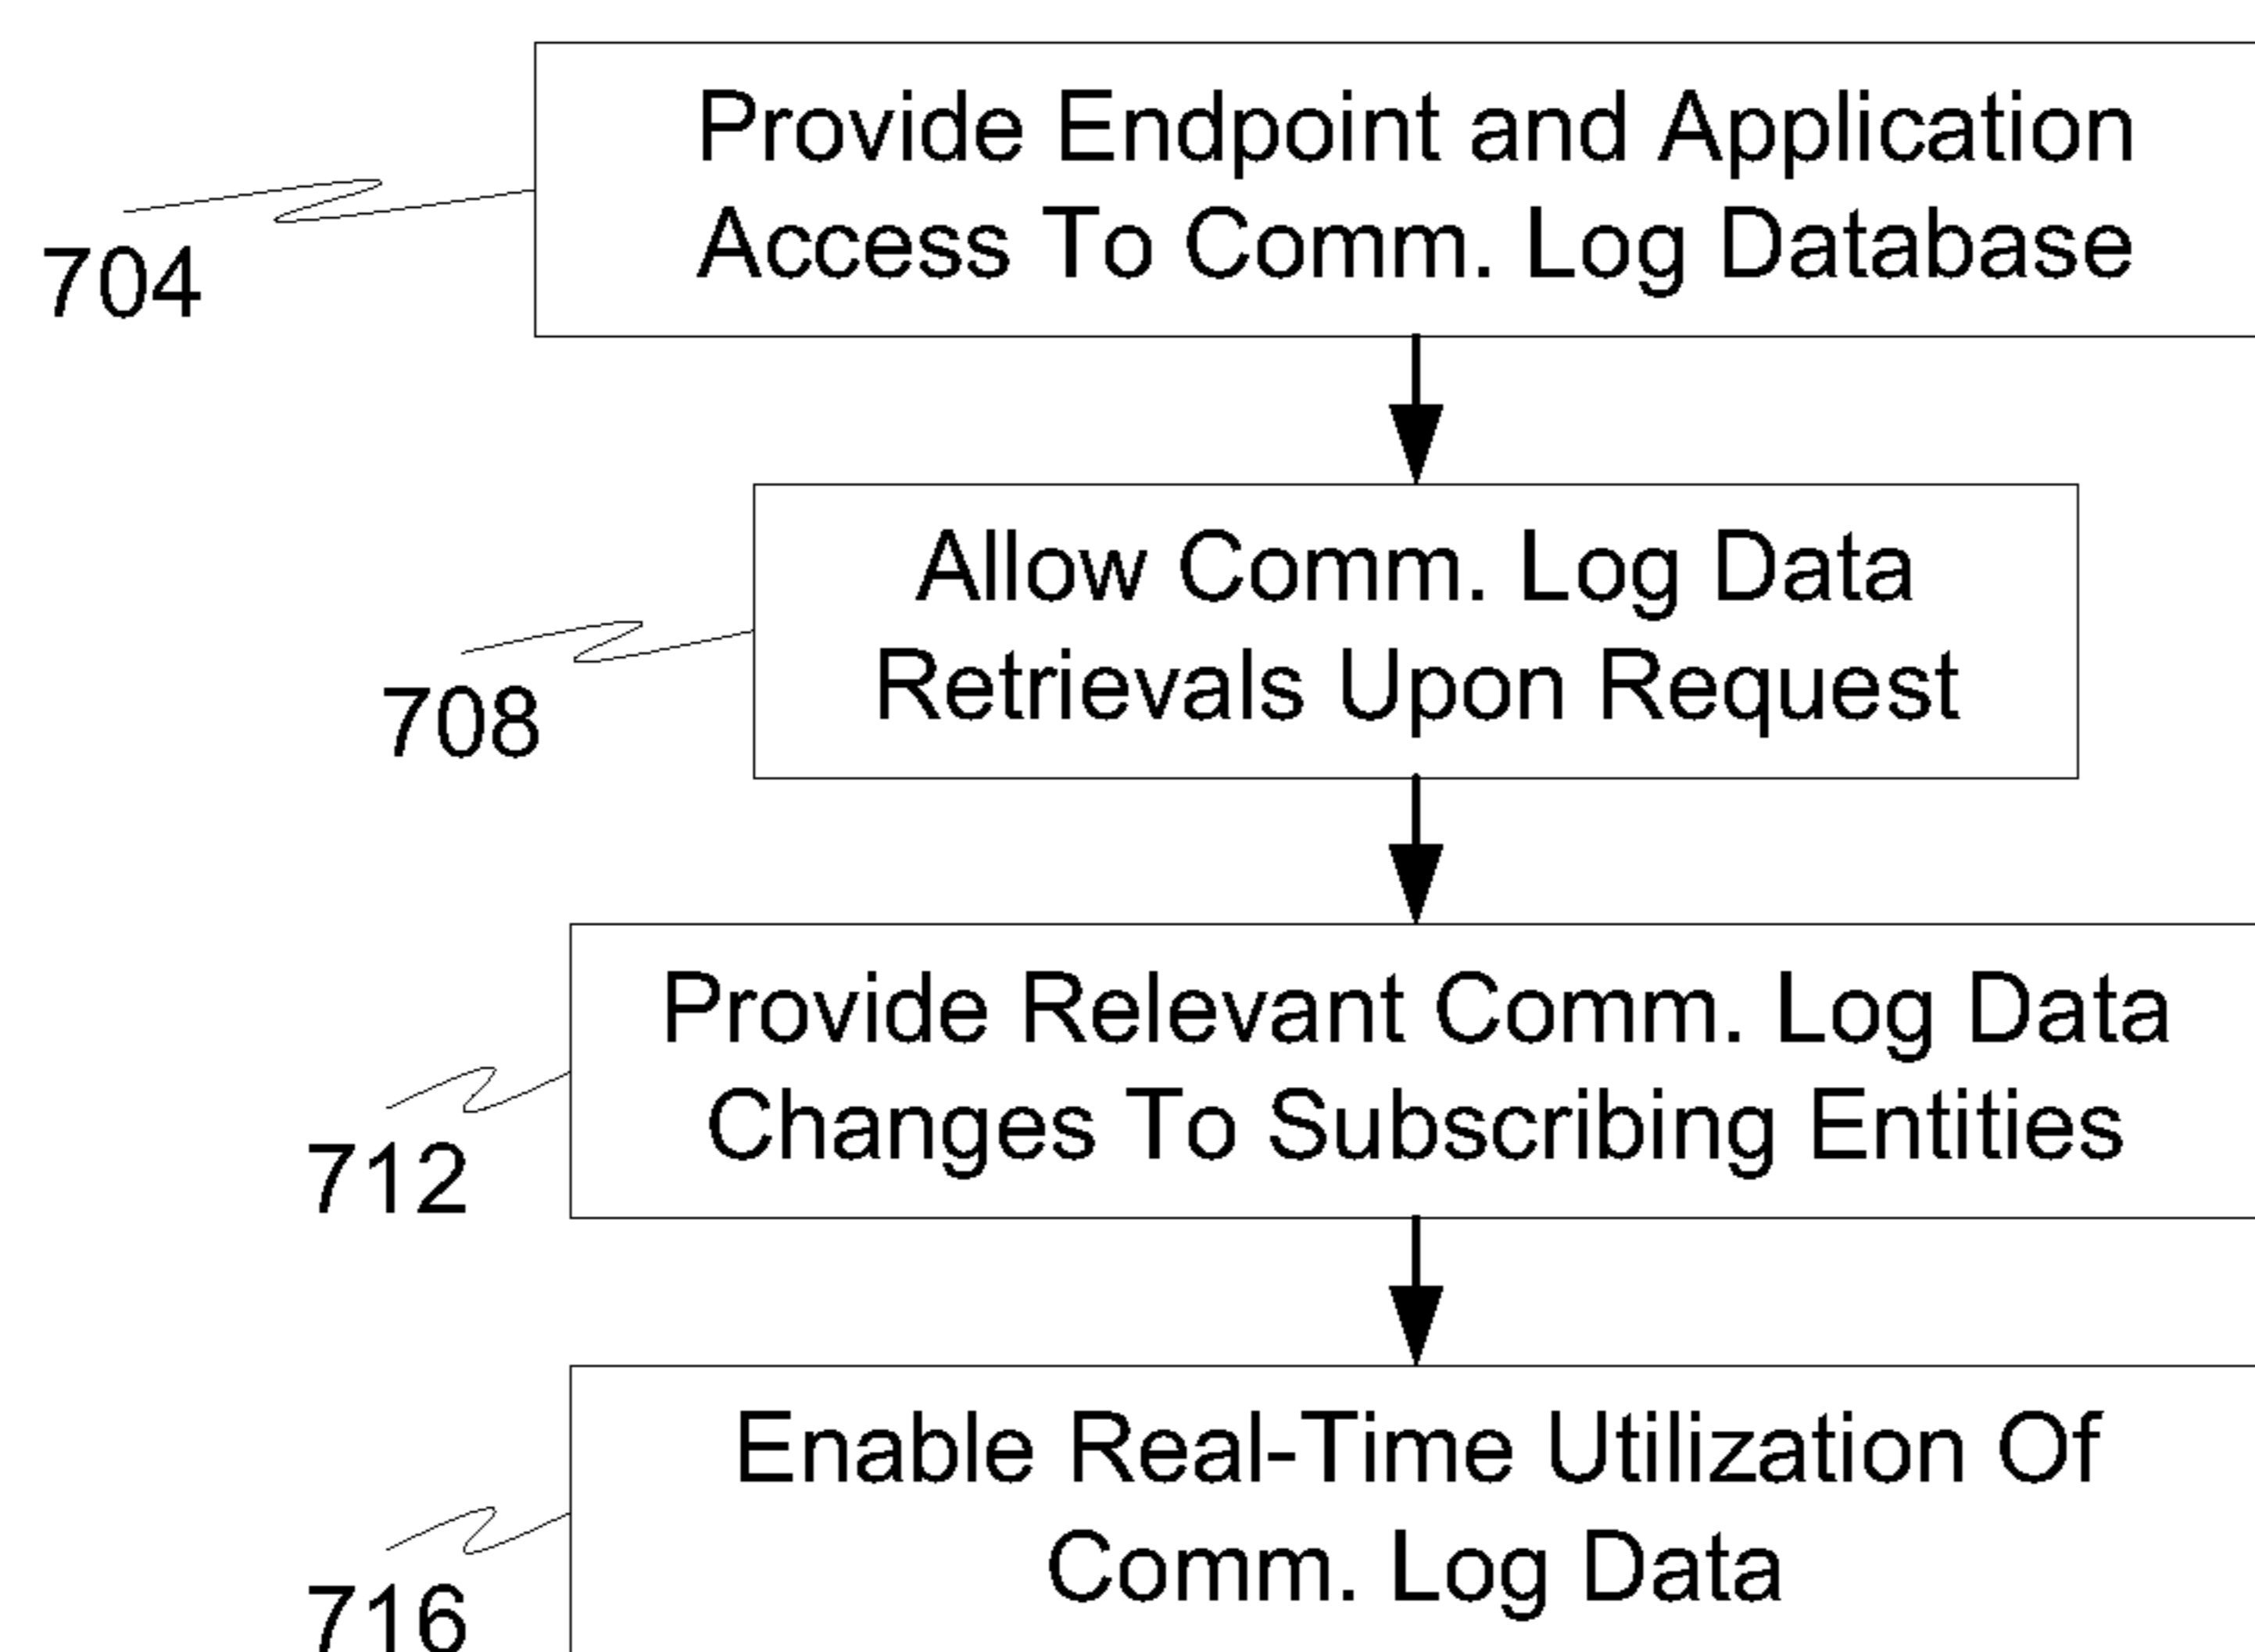 Provide Endpoint and Application
Access To Comm. Log Database
704
Allow Comm. Log Data
Retrievals Upon Request
708
Provide Relevant Comm. Log Data
Changes To Subscribing Entities
712
Enable Real-Time Utilization Of
Comm. Log Data
716